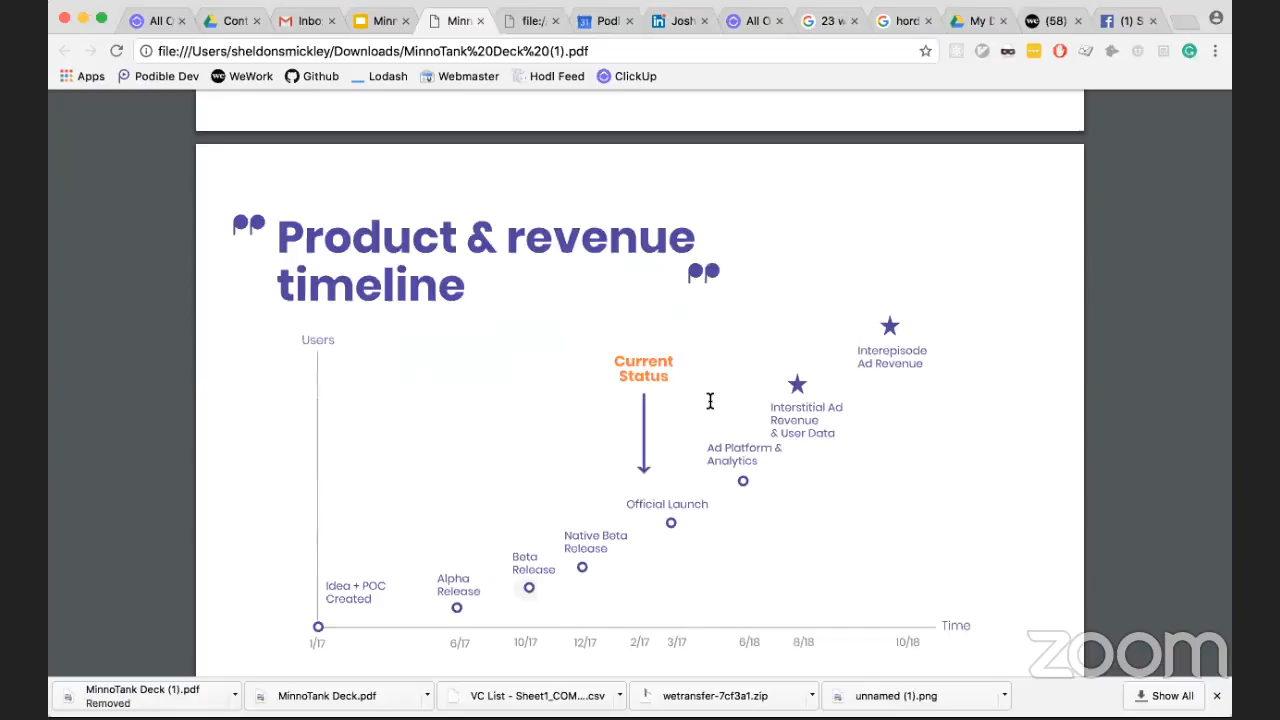 All C
Cont
Inbo
Minn
Minn
file:/
Podl
Josh
All C
23 w
hord
My D
(58)
(1) S
file:///Users/sheldonsmickley/Downloads/MinnoTank%20Deck%20(1).pdf
Apps
Podible Dev
WeWork
Github
Lodash
Webmaster
Hodl Feed
ClickUp
Product & revenue
timeline
Users
Current
Status
Interepisode
Ad Revenue
Interstitial Ad
Revenue
& User Data
Ad Platform &
Analytics
Official Launch
Native Beta
Release
Beta
Release
Alpha
Release
Idea + POC
Created
Time
1/17
6/17
10/17
12/17
2/17
3/17
6/18
8/18
10/18
zoom
MinnoTank Deck (1).pdf
Removed
MinnoTank Deck.pdf
VC List - Sheet1_COM....csv
wetransfer-7cf3a1.zip
unnamed (1).png
Show All